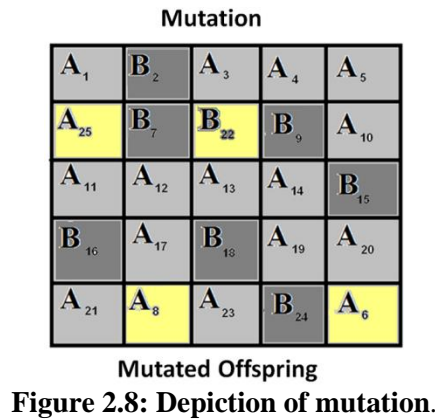 Mutation
A1 B2 A3 A4 A5
A25 B7 B22 B9 A10
A11 A12 A13 A14 B15
B16 A17 B18 A19 A20
A21 A8 A23 B24 A6
Mutated Offspring
Figure 2.8: Depiction of mutation.